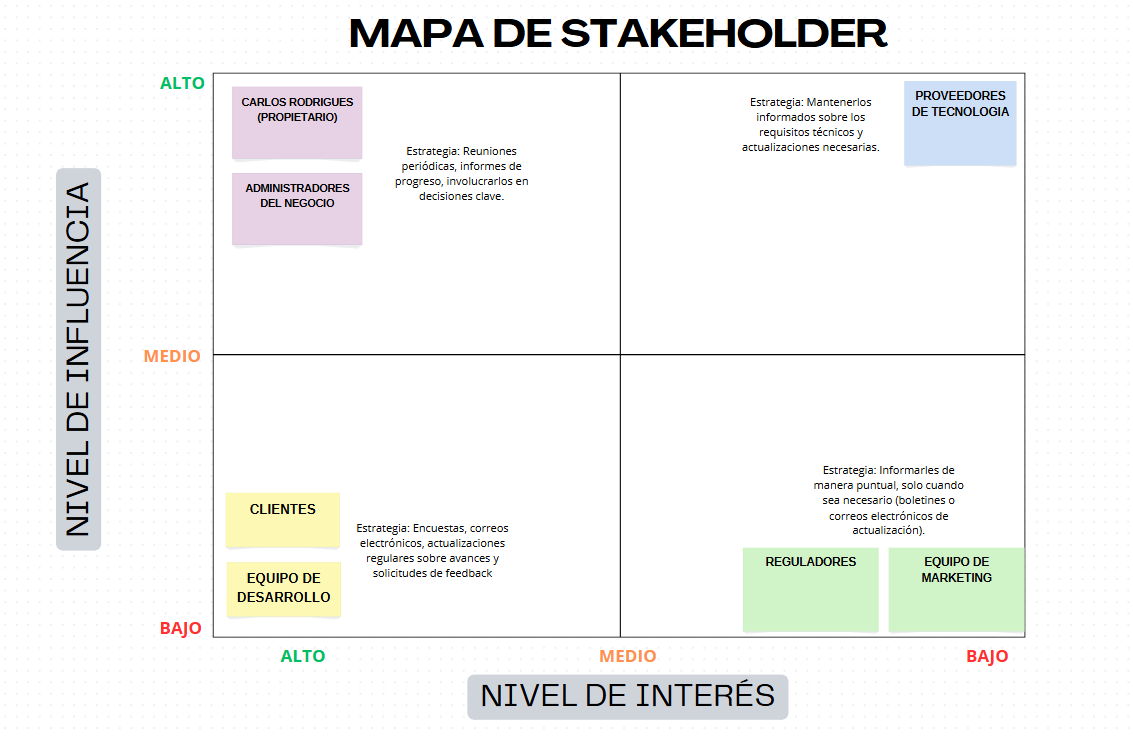 MAPA DE STAKEHOLDER
ALTO
CARLOS RODRIGUES
(PROPIETARIO)
ADMINISTRADORES
DEL NEGOCIO
Estrategia: Reuniones
periódicas, informes de
progreso, involucrarlos en
decisiones clave.
Estrategia: Mantenerlos
informados sobre los
requisitos técnicos y
actualizaciones necesarias.
PROVEEDORES
DE TECNOLOGIA
NIVEL DE INFLUENCIA
MEDIO
CLIENTES
EQUIPO DE
DESARROLLO
Estrategia: Encuestas, correos
electrónicos, actualizaciones
regulares sobre avances y
solicitudes de feedback
Estrategia: Informarles de
manera puntual, solo cuando
sea necesario (boletines o
correos electrónicos de
actualización).
REGULADORES
EQUIPO DE
MARKETING
BAJO
ALTO
MEDIO
BAJO
NIVEL DE INTERÉS